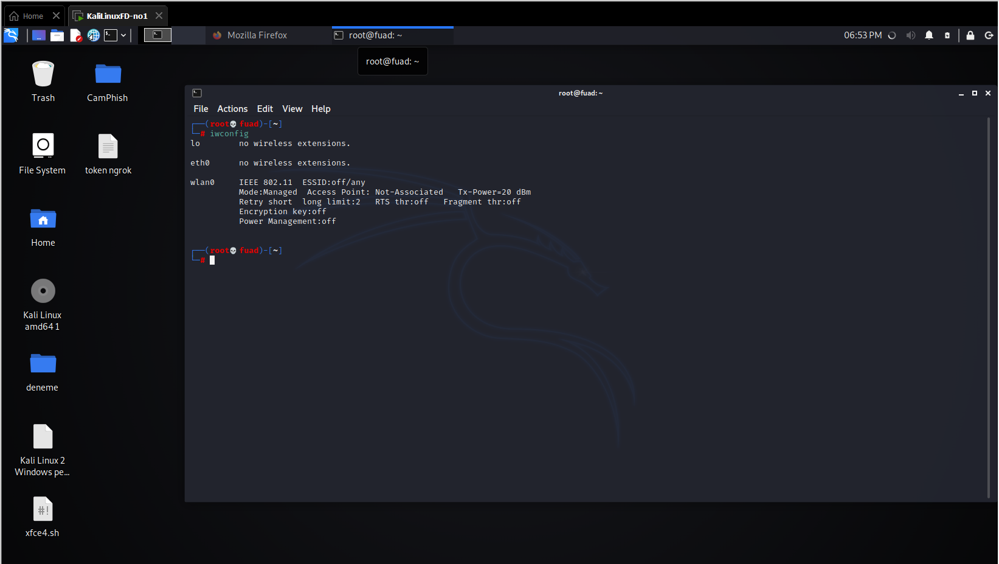 Home
KaliLinuxFD-no1
Mozilla Firefox
root@fuad: ~
06:53 PM
root@fuad: ~
Trash
CamPhish
File System
token ngrok
Home
Kali Linux
amd64 1
deneme
Kali Linux 2
Windows pe...
#!
xfce4.sh
root@fuad: ~
File Actions Edit View Help
┌──(root💀fuad)-[~]
└─# iwconfig
lo        no wireless extensions.
eth0      no wireless extensions.
wlan0     IEEE 802.11  ESSID:off/any
          Mode:Managed  Access Point: Not-Associated   Tx-Power=20 dBm
          Retry short  long limit:2   RTS thr:off   Fragment thr:off
          Encryption key:off
          Power Management:off
┌──(root💀fuad)-[~]
└─#